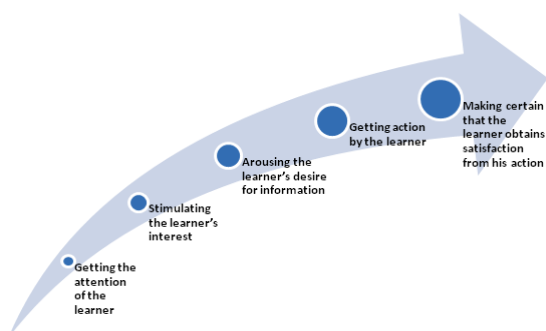 Getting the
attention
of the
learner
Stimulating
the learner's
interest
Arousing the
learner's desire
for information
Getting action
by the learner
Making certain
that the
learner obtains
satisfaction
from his action